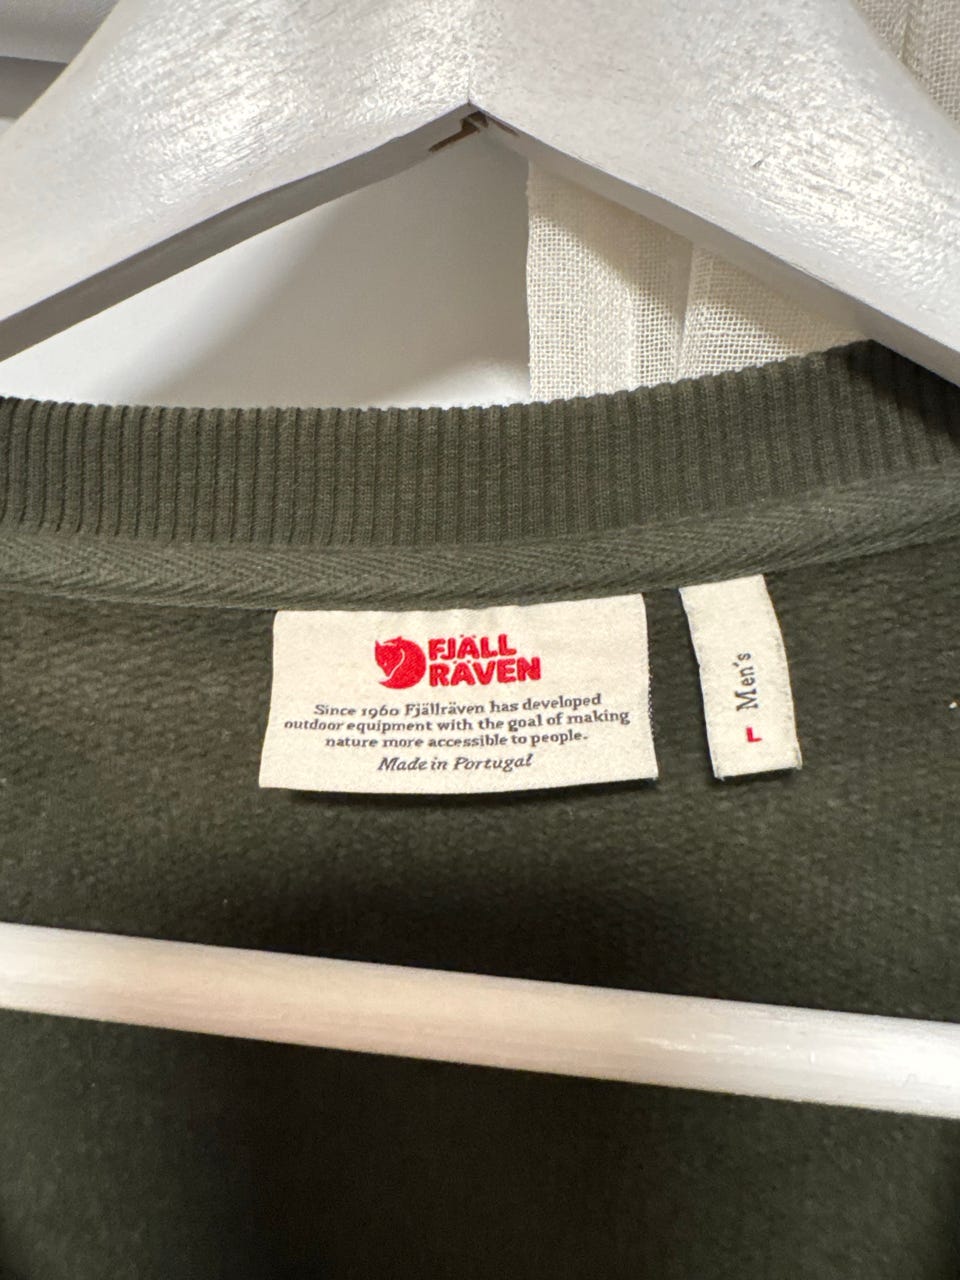 FJÄLL
RÄVEN
Since 1960 Fjällräven has developed
outdoor equipment with the goal of making
nature more accessible to people.
Made in Portugal
L Men's